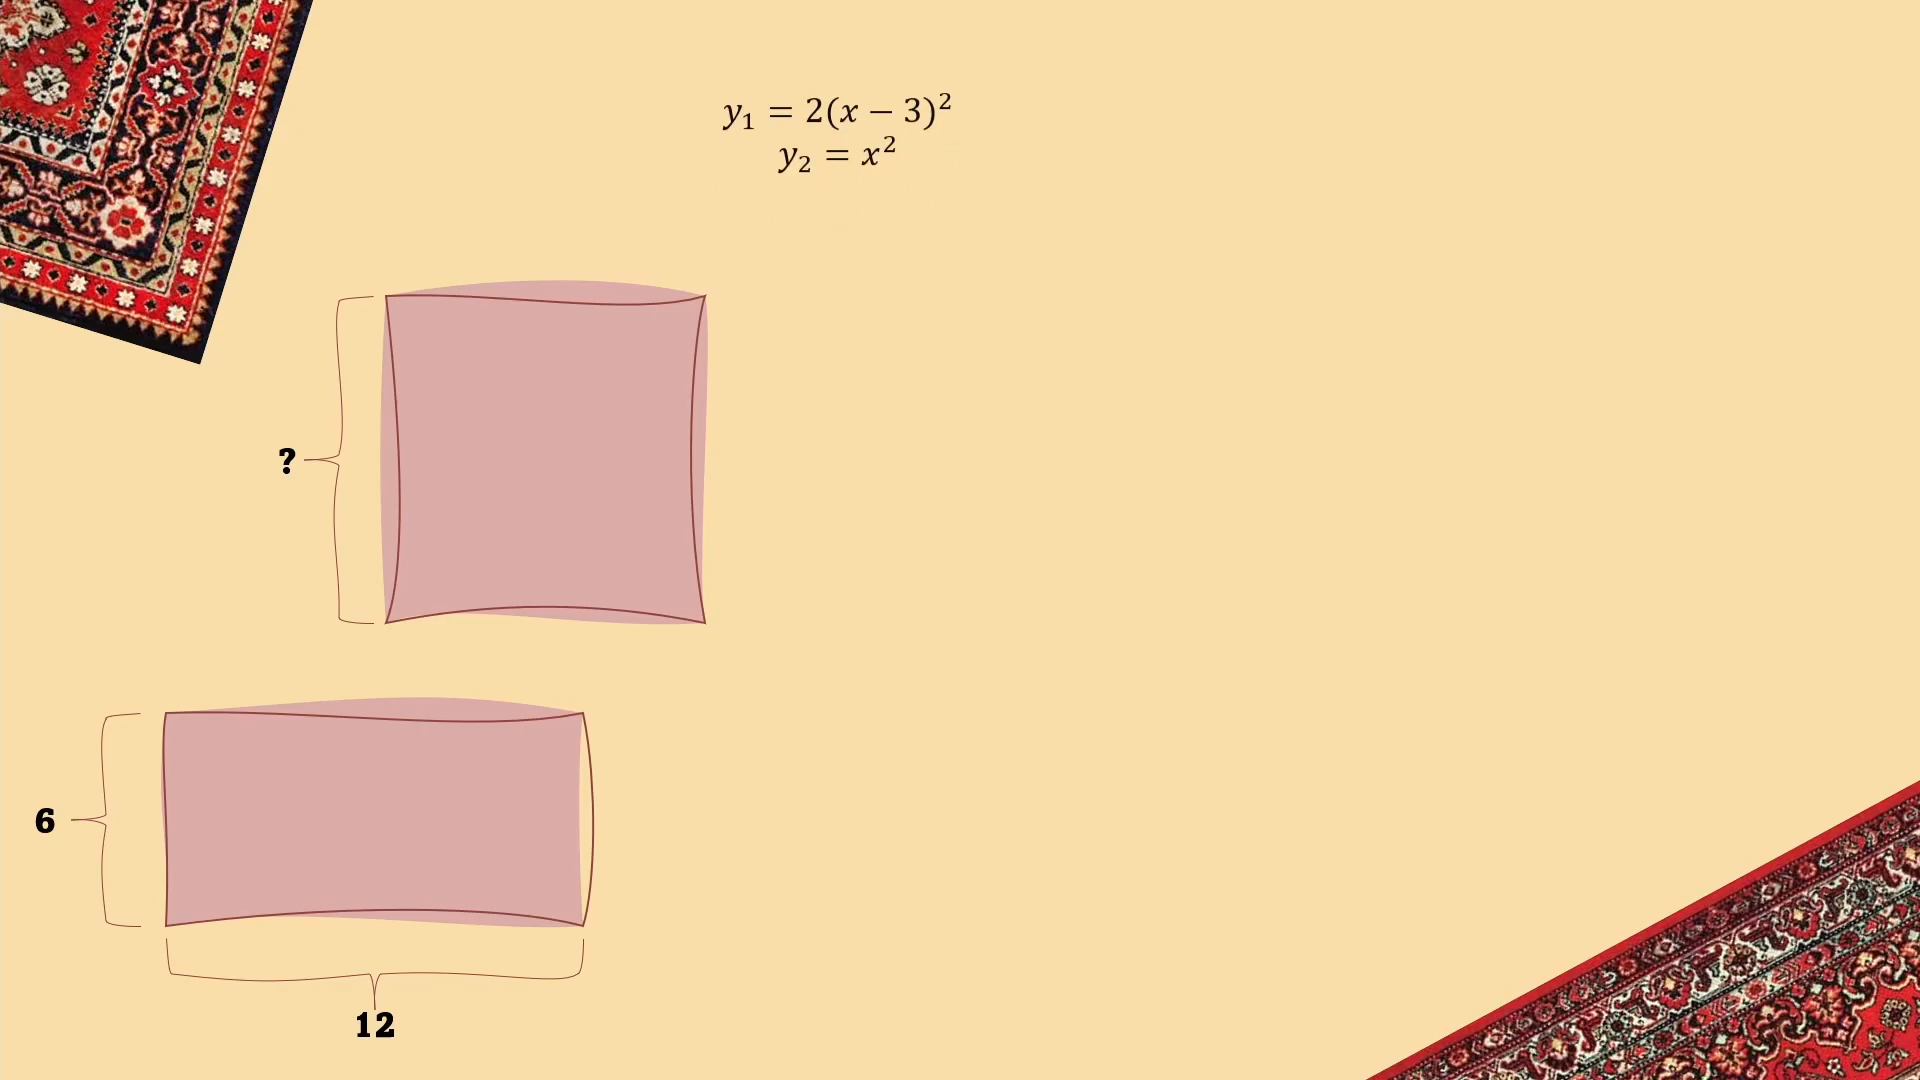 y₁ = 2(x − 3)²
y₂ = x²
?
6
12